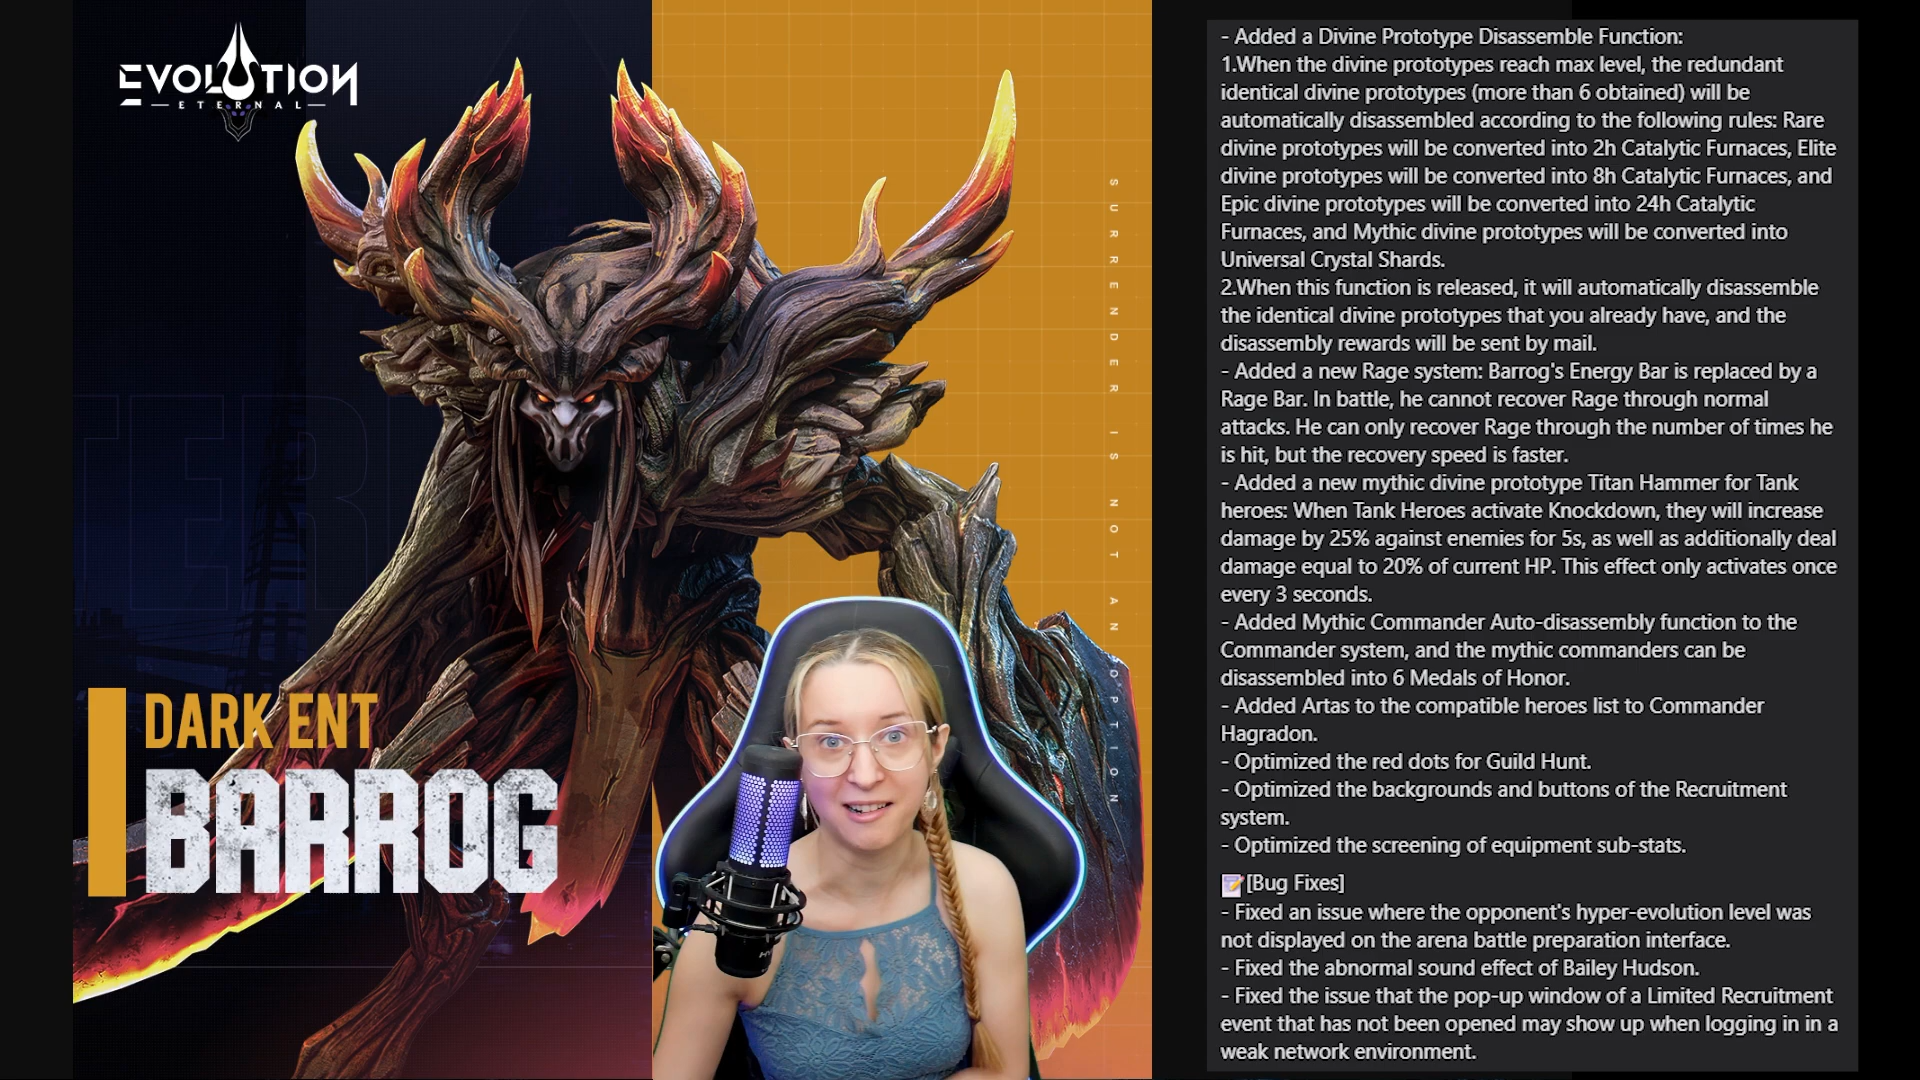 EVOLUTION
ETERNAL
SURRENDER IS NOT AN OPTION
DARK ENT
BARROG
- Added a Divine Prototype Disassemble Function:
1.When the divine prototypes reach max level, the redundant
identical divine prototypes (more than 6 obtained) will be
automatically disassembled according to the following rules: Rare
divine prototypes will be converted into 2h Catalytic Furnaces, Elite
divine prototypes will be converted into 8h Catalytic Furnaces, and
Epic divine prototypes will be converted into 24h Catalytic
Furnaces, and Mythic divine prototypes will be converted into
Universal Crystal Shards.
2.When this function is released, it will automatically disassemble
the identical divine prototypes that you already have, and the
disassembly rewards will be sent by mail.
- Added a new Rage system: Barrog's Energy Bar is replaced by a
Rage Bar. In battle, he cannot recover Rage through normal
attacks. He can only recover Rage through the number of times he
is hit, but the recovery speed is faster.
- Added a new mythic divine prototype Titan Hammer for Tank
heroes: When Tank Heroes activate Knockdown, they will increase
damage by 25% against enemies for 5s, as well as additionally deal
damage equal to 20% of current HP. This effect only activates once
every 3 seconds.
- Added Mythic Commander Auto-disassembly function to the
Commander system, and the mythic commanders can be
disassembled into 6 Medals of Honor.
- Added Artas to the compatible heroes list to Commander
Hagradon.
- Optimized the red dots for Guild Hunt.
- Optimized the backgrounds and buttons of the Recruitment
system.
- Optimized the screening of equipment sub-stats.
[Bug Fixes]
- Fixed an issue where the opponent's hyper-evolution level was
not displayed on the arena battle preparation interface.
- Fixed the abnormal sound effect of Bailey Hudson.
- Fixed the issue that the pop-up window of a Limited Recruitment
event that has not been opened may show up when logging in in a
weak network environment.